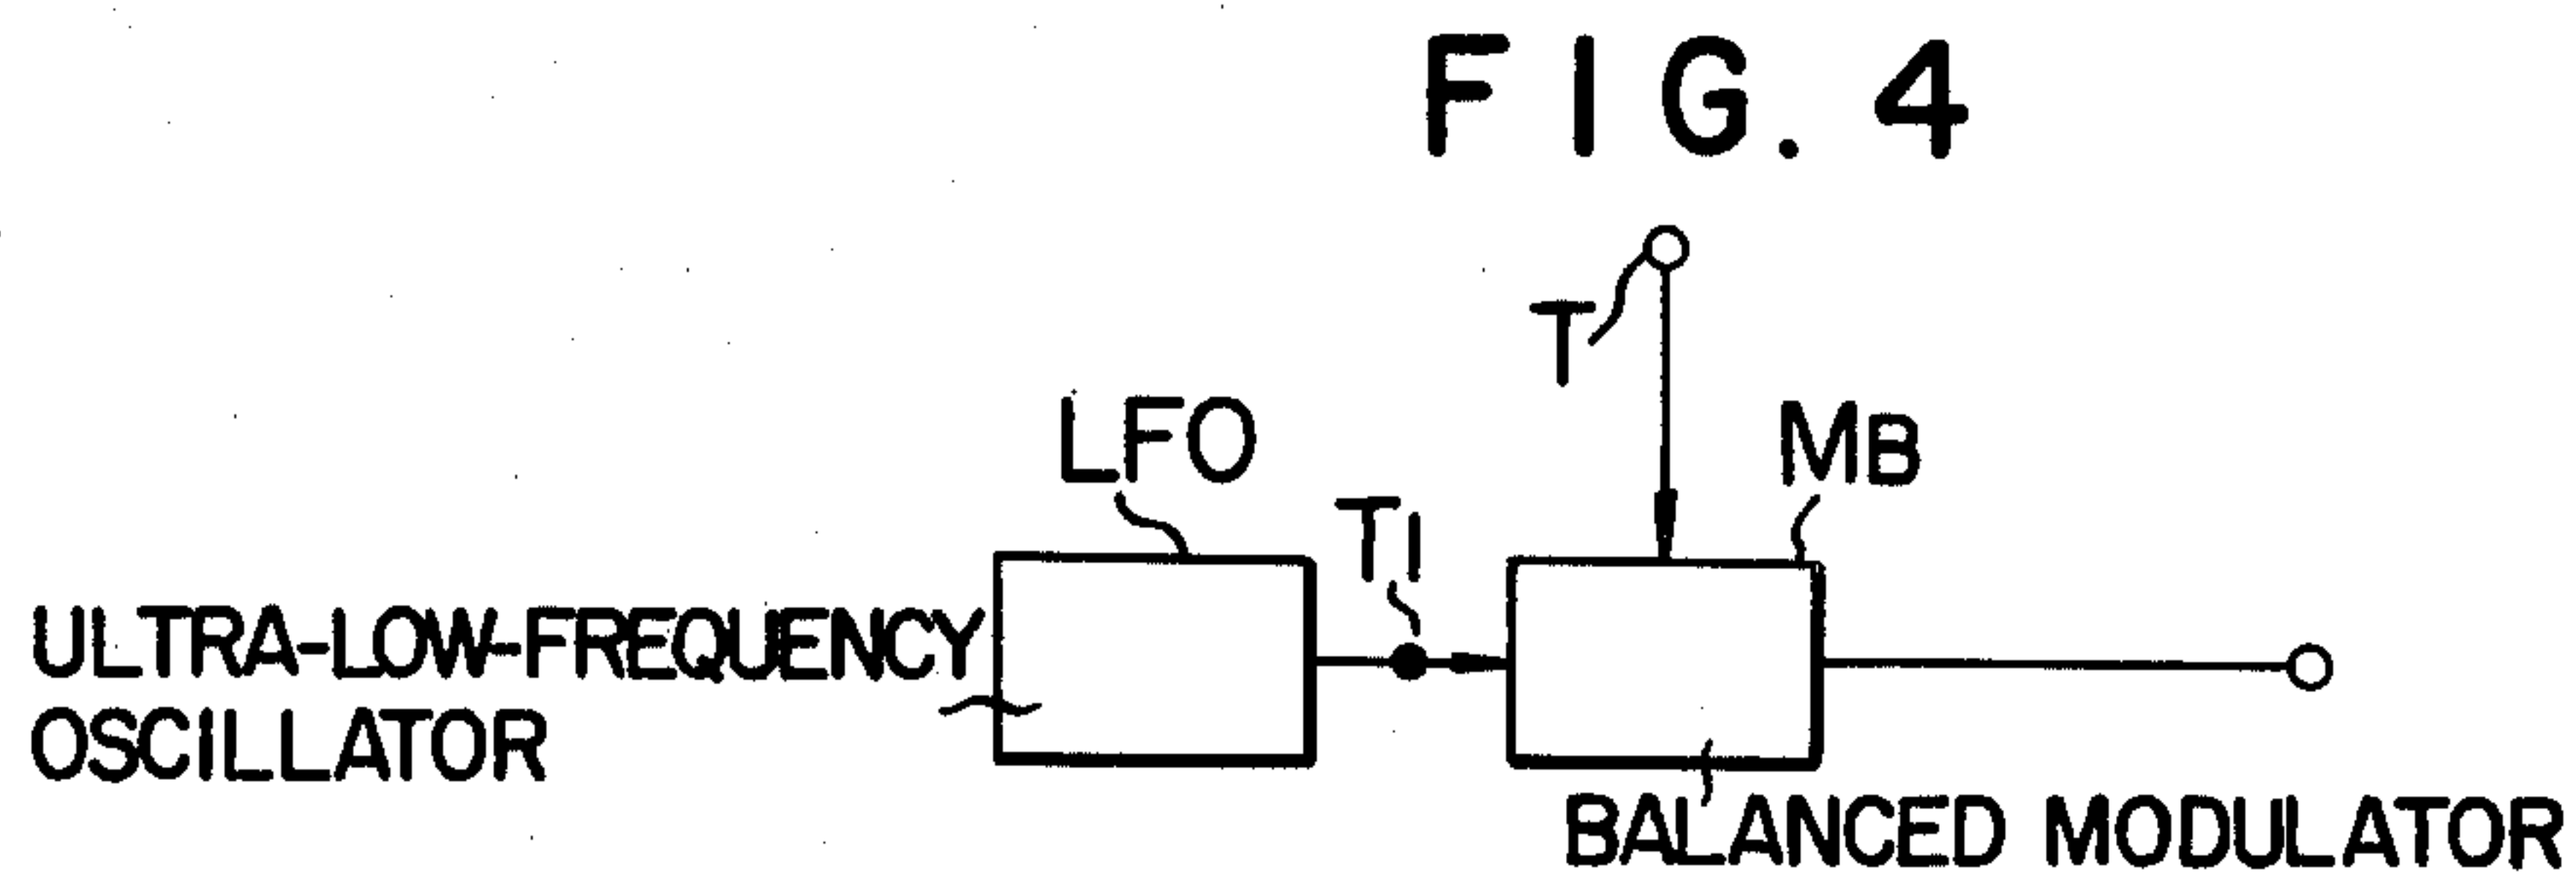 FIG. 4
T
LFO
MB
T1
ULTRA-LOW-FREQUENCY
OSCILLATOR
BALANCED MODULATOR